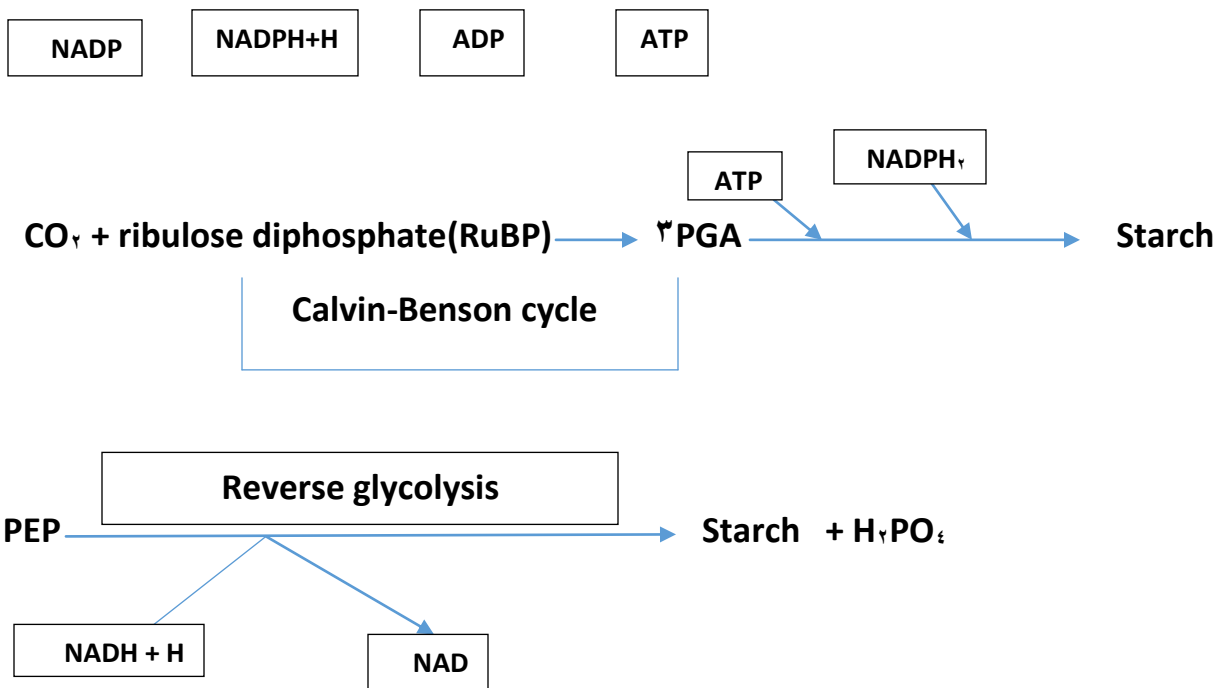 NADP NADPH+H ADP ATP
NADPH٢
ATP
CO٢ + ribulose diphosphate(RuBP) ٣PGA Starch
Calvin-Benson cycle
Reverse glycolysis
PEP Starch + H٢PO٤
NADH + H NAD